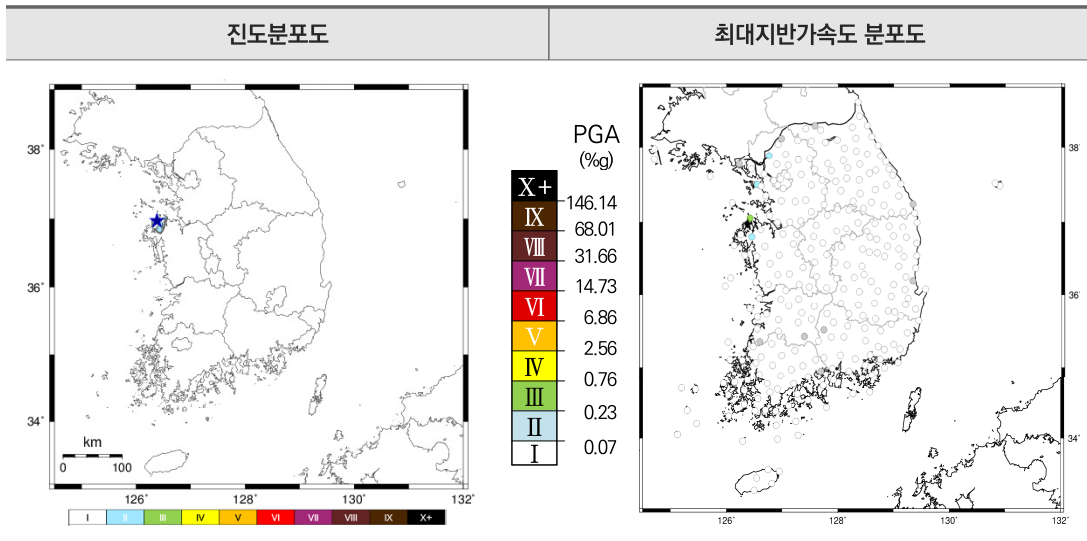 진도분포도
최대지반가속도 분포도
38°
36°
34°
km
0 100
126° 128° 130° 132°
I II III IV V VI VII VIII IX X+
PGA
(%g)
X+
146.14
IX
68.01
VIII
31.66
VII
14.73
VI
6.86
V
2.56
IV
0.76
III
0.23
II
0.07
I
38°
36°
34°
126° 128° 130° 132°